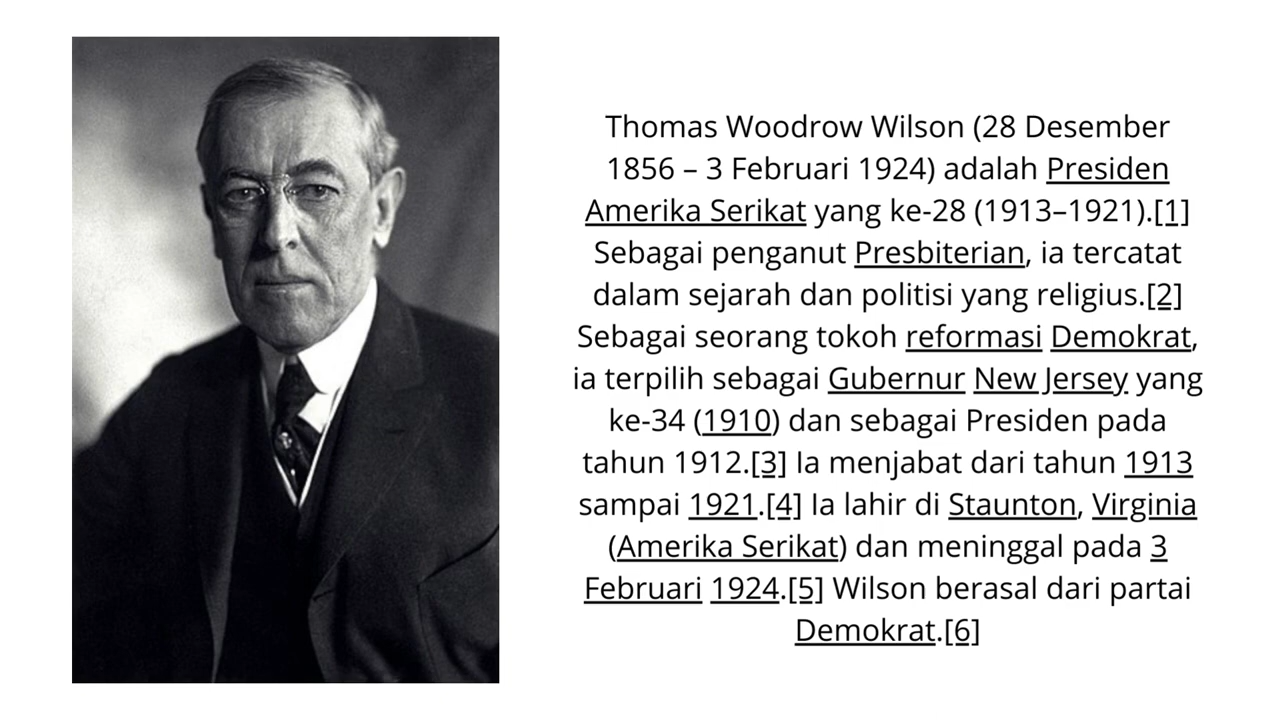 Thomas Woodrow Wilson (28 Desember
1856 – 3 Februari 1924) adalah Presiden
Amerika Serikat yang ke-28 (1913–1921).[1]
Sebagai penganut Presbiterian, ia tercatat
dalam sejarah dan politisi yang religius.[2]
Sebagai seorang tokoh reformasi Demokrat,
ia terpilih sebagai Gubernur New Jersey yang
ke-34 (1910) dan sebagai Presiden pada
tahun 1912.[3] Ia menjabat dari tahun 1913
sampai 1921.[4] Ia lahir di Staunton, Virginia
(Amerika Serikat) dan meninggal pada 3
Februari 1924.[5] Wilson berasal dari partai
Demokrat.[6]